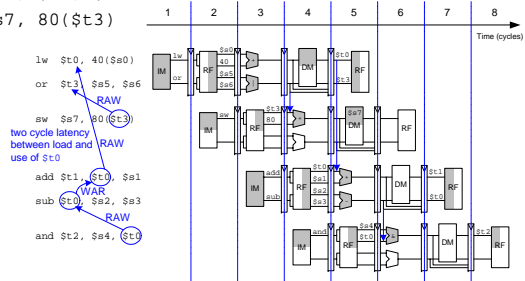 s7, 80($t3)
1 2 3 4 5 6 7 8
Time (cycles)
lw $t0, 40($s0)
or $t3, $s5, $s6
RAW
sw $s7, 80($t3)
two cycle latency
between load and
use of $t0
RAW
add $t1, $t0, $s1
WAR
sub $t0, $s2, $s3
RAW
and $t2, $s4, $t0
IM lw or RF $s0 40 $s5 $s6 + | DM $t0 $t3 RF
IM sw RF $t3 80 + $s7 DM RF
IM add sub RF $t0 $s1 $s2 $s3 + - DM $t1 $t0 RF
IM and RF $s4 $t0 & DM $t2 RF